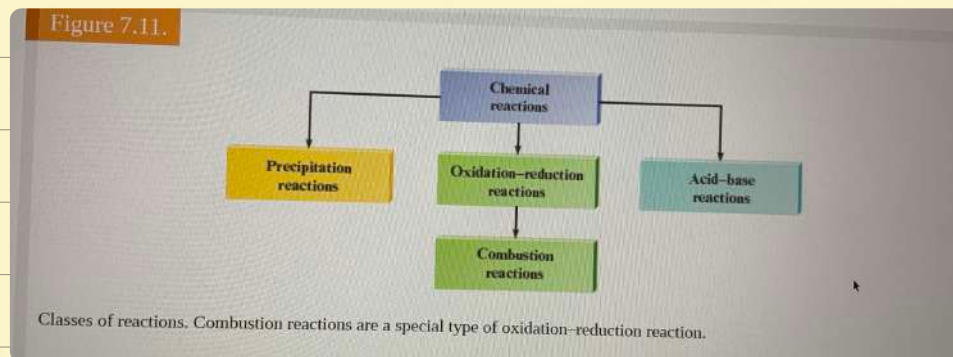 Figure 7.11.
Chemical
reactions
Precipitation
reactions
Oxidation–reduction
reactions
Acid–base
reactions
Combustion
reactions
Classes of reactions. Combustion reactions are a special type of oxidation–reduction reaction.